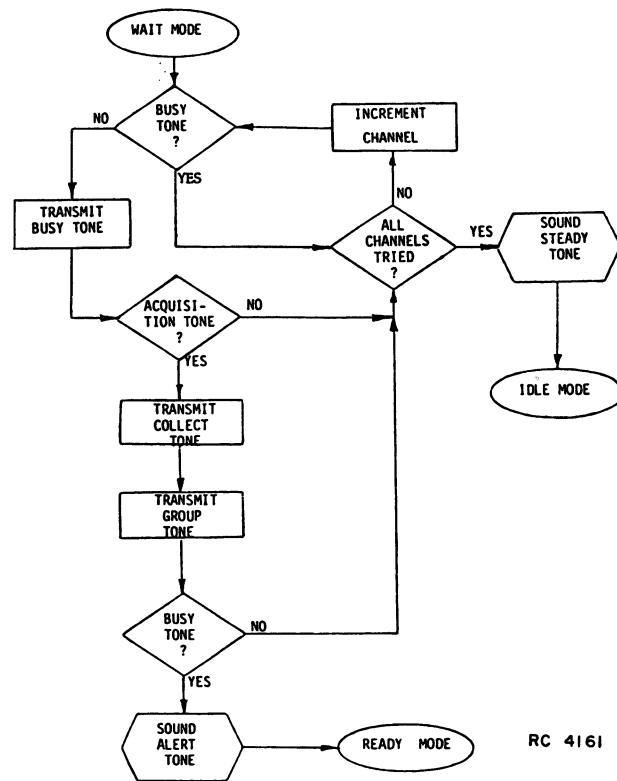 WAIT MODE
BUSY
TONE
?
NO
YES
INCREMENT
CHANNEL
NO
TRANSMIT
BUSY TONE
ALL
CHANNELS
TRIED
?
YES
SOUND
STEADY
TONE
ACQUISI-
TION TONE
?
NO
YES
IDLE MODE
TRANSMIT
COLLECT
TONE
TRANSMIT
GROUP
TONE
BUSY
TONE
?
NO
YES
SOUND
ALERT
TONE
READY MODE
RC 4161